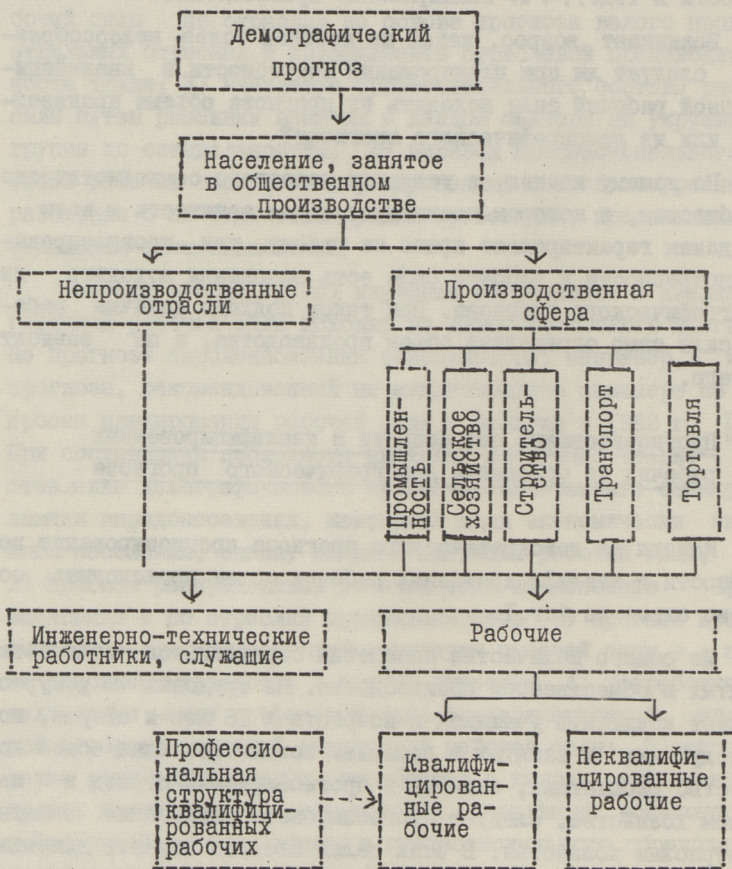 Демографический
прогноз
Население, занятое
в общественном
производстве
Непроизводственные
отрасли
Производственная
сфера
Промышлен-
ность
Сельское
хозяйство
Строитель-
ство
Транспорт
Торговля
Инженерно-технические
работники, служащие
Рабочие
Профессио-
нальная
структура
квалифици-
рованных
рабочих
Квалифи-
цирован-
ные ра-
бочие
Неквалифи-
цированные
рабочие